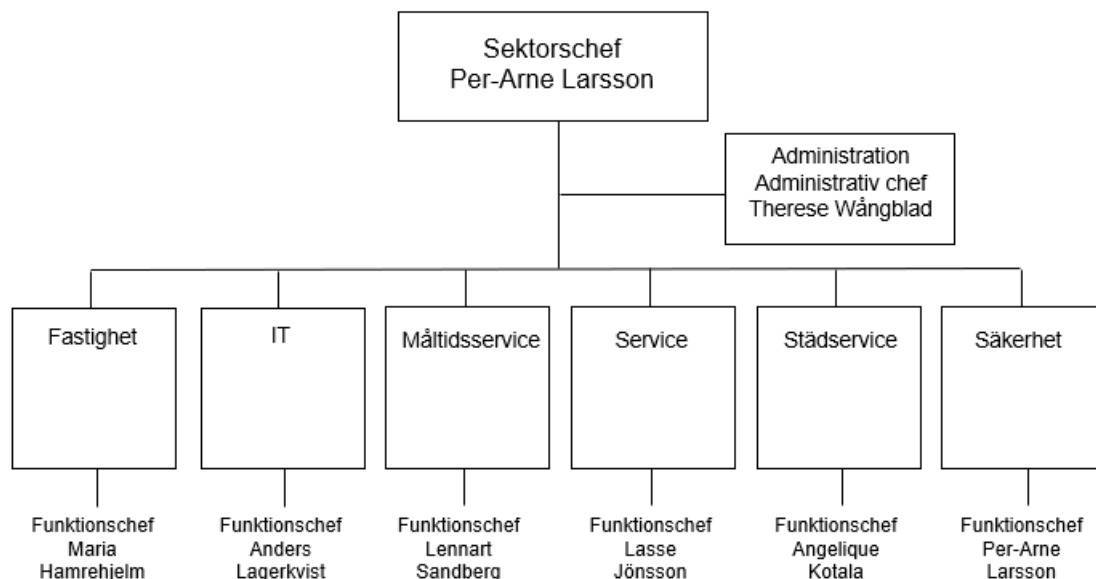 Sektorschef
Per-Arne Larsson
Administration
Administrativ chef
Therese Wångblad
Fastighet
IT
Måltidsservice
Service
Städservice
Säkerhet
Funktionschef
Maria
Hamrehjelm
Funktionschef
Anders
Lagerkvist
Funktionschef
Lennart
Sandberg
Funktionschef
Lasse
Jönsson
Funktionschef
Angelique
Kotala
Funktionschef
Per-Arne
Larsson